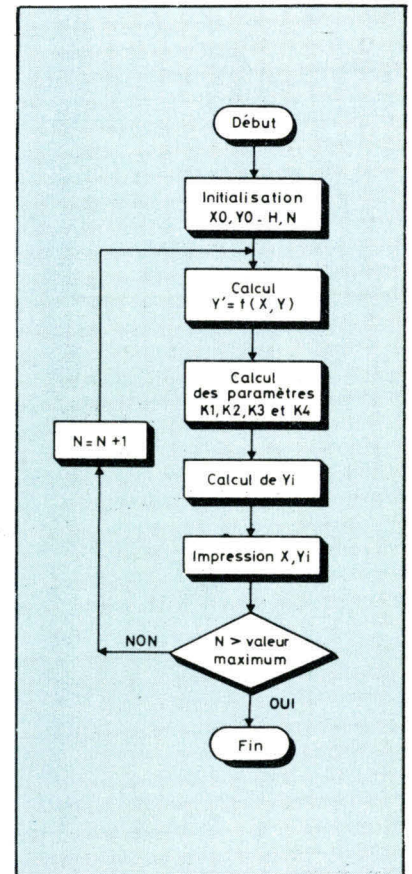 Début
Initialisation
X0, Y0 - H, N
Calcul
Y' = f ( X , Y )
Calcul
des paramètres
K1, K2, K3 et K4
N = N + 1
Calcul de Yi
Impression X, Yi
NON
N > valeur
maximum
OUI
Fin